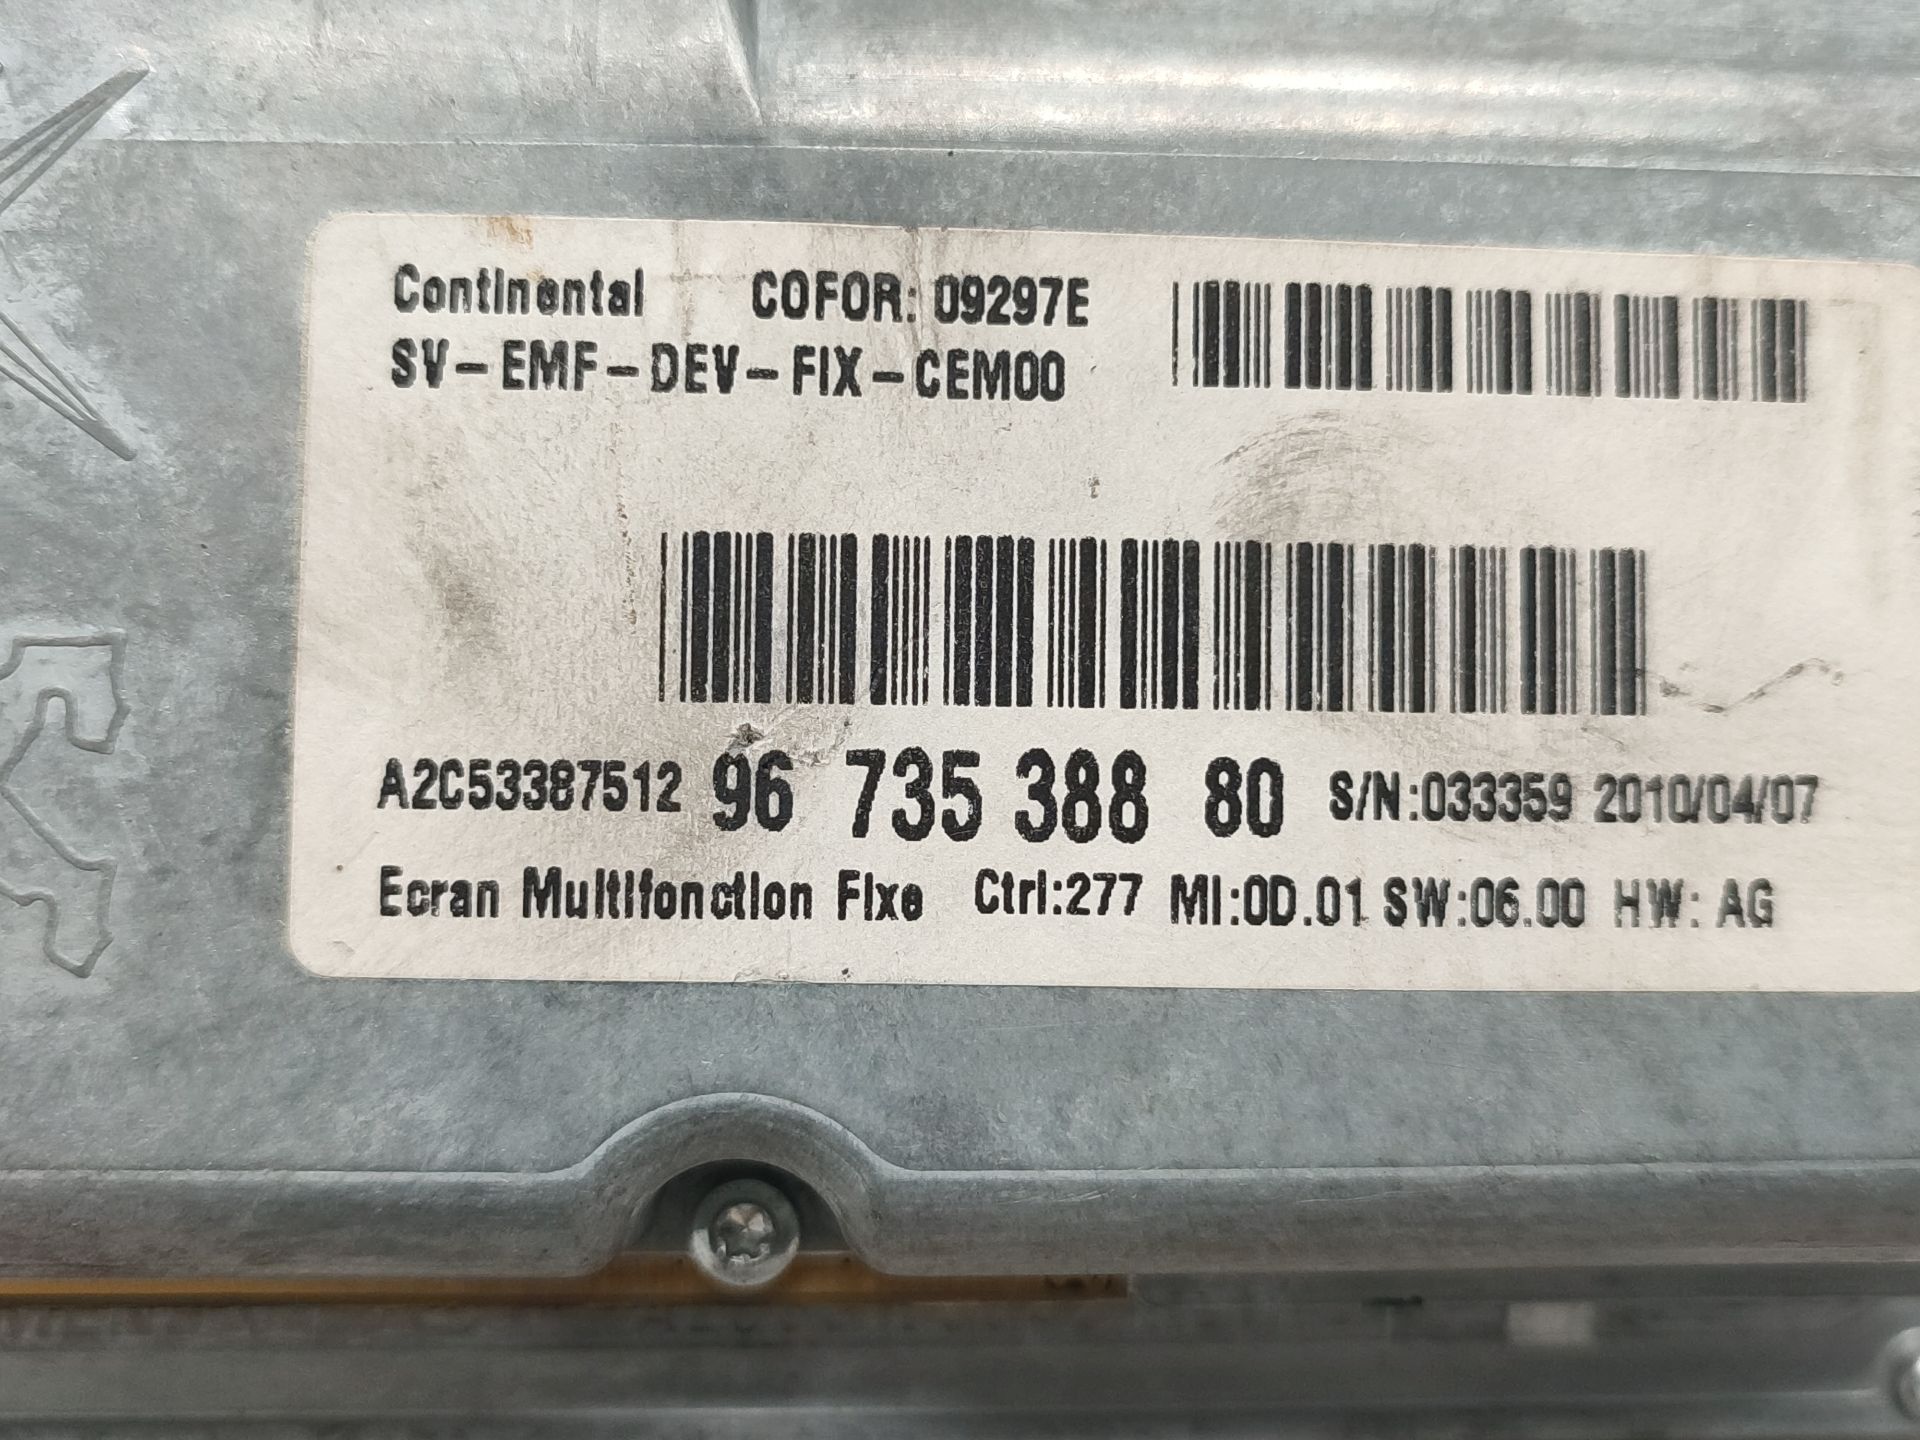 Continental COFOR: 09297E
SV-EMF-DEV-FIX-CEM00
A2C53387512 96 735 388 80 S/N:033359 2010/04/07
Ecran Multifonction Fixe Ctrl:277 MI:0D.01 SW:06.00 HW: AG